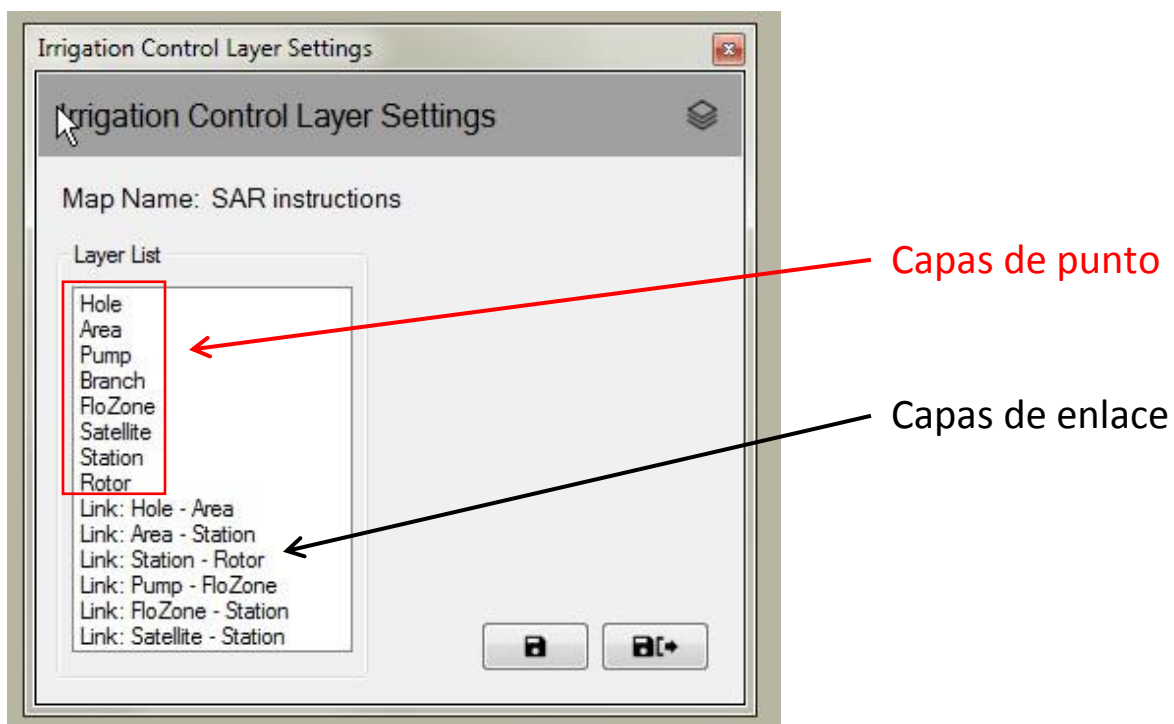 Irrigation Control Layer Settings
Irrigation Control Layer Settings
Map Name: SAR instructions
Layer List
Hole
Area
Pump
Branch
FloZone
Satellite
Station
Rotor
Link: Hole - Area
Link: Area - Station
Link: Station - Rotor
Link: Pump - FloZone
Link: FloZone - Station
Link: Satellite - Station
Capas de punto
Capas de enlace